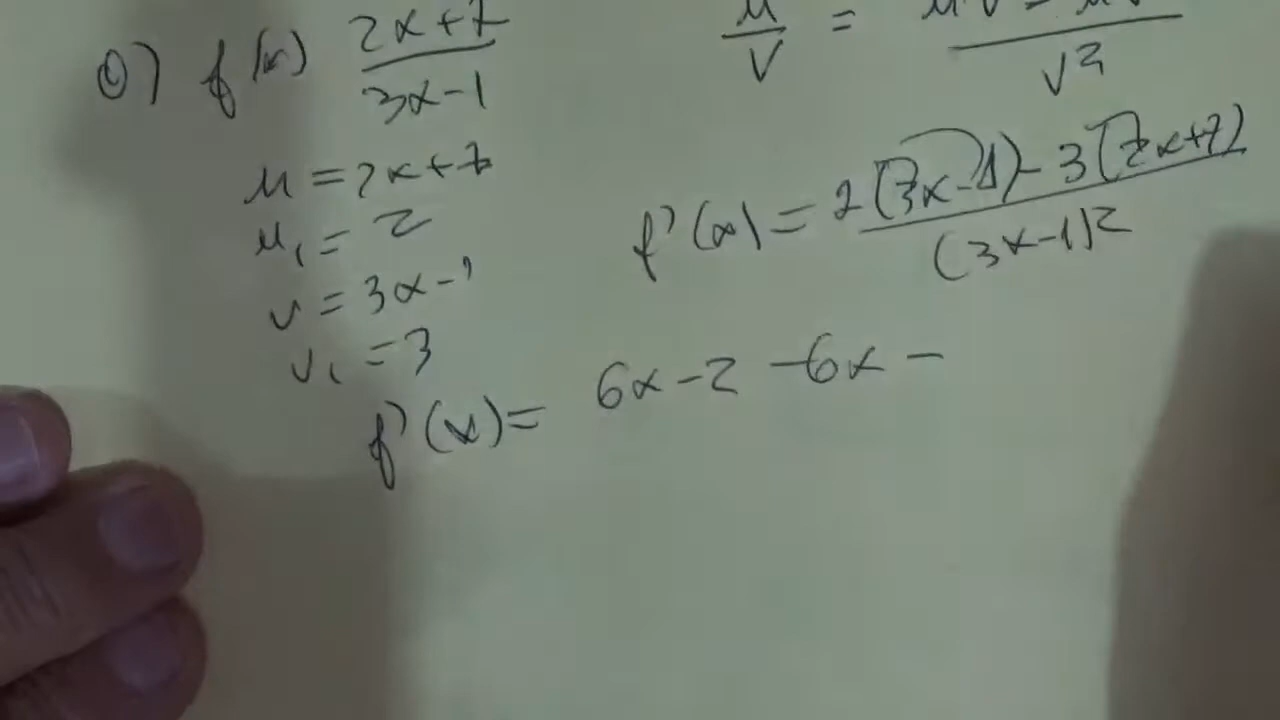 0) f(x) 2x+7
3x-1
u = 2x+7
u₁ = 2
v = 3x-1
v₁ = 3
u/v =
v²
f'(x) = 2(3x-1)-3(2x+7)
(3x-1)²
f'(x) = 6x-2 -6x -